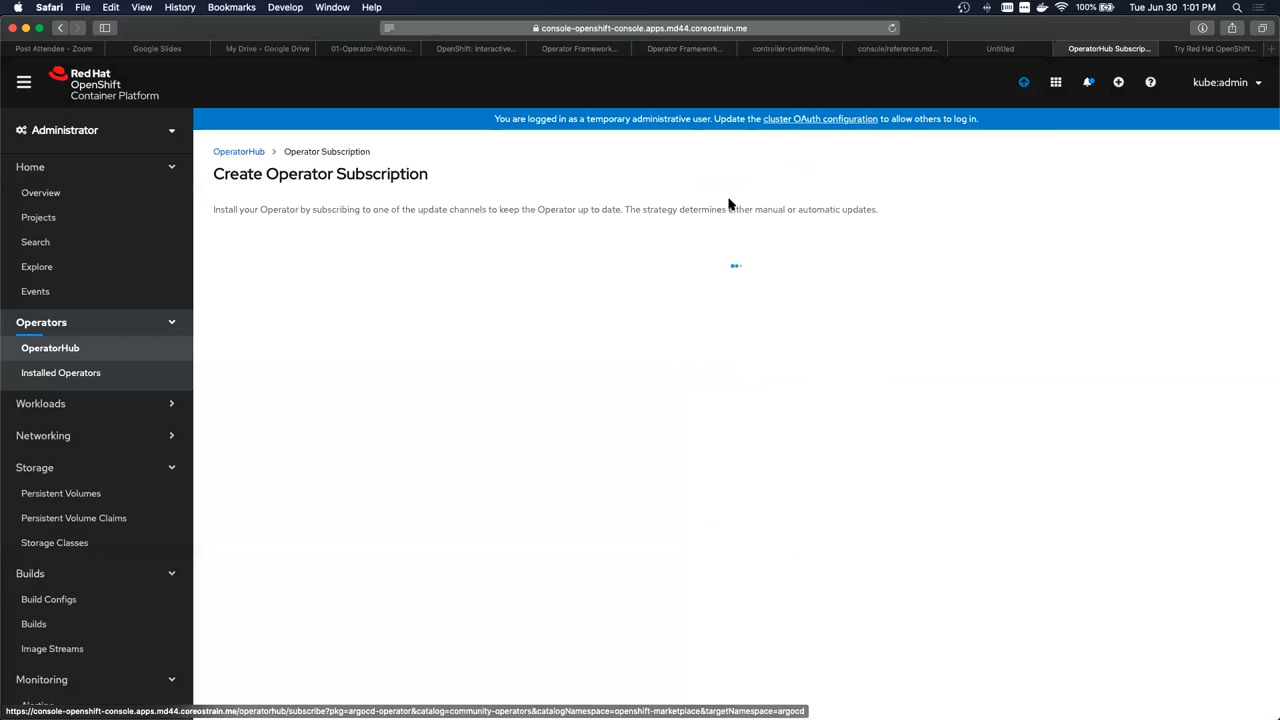 Safari File Edit View History Bookmarks Develop Window Help 100% Tue Jun 30 1:01 PM
console-openshift-console.apps.md44.coreostrain.me
Post Attendee - Zoom Google Slides My Drive - Google Drive 01-Operator-Worksho... OpenShift: Interactive... Operator Framework... Operator Framework... controller-runtime/inte... console/reference.md... Untitled OperatorHub Subscrip... Try Red Hat OpenShift...
Red Hat
OpenShift
Container Platform
kube:admin
You are logged in as a temporary administrative user. Update the cluster OAuth configuration to allow others to log in.
Administrator
Home
Overview
Projects
Search
Explore
Events
Operators
OperatorHub
Installed Operators
Workloads
Networking
Storage
Persistent Volumes
Persistent Volume Claims
Storage Classes
Builds
Build Configs
Builds
Image Streams
Monitoring
OperatorHub > Operator Subscription
Create Operator Subscription
Install your Operator by subscribing to one of the update channels to keep the Operator up to date. The strategy determines either manual or automatic updates.
https://console-openshift-console.apps.md44.coreostrain.me/operatorhub/subscribe?pkg=argocd-operator&catalog=community-operators&catalogNamespace=openshift-marketplace&targetNamespace=argocd